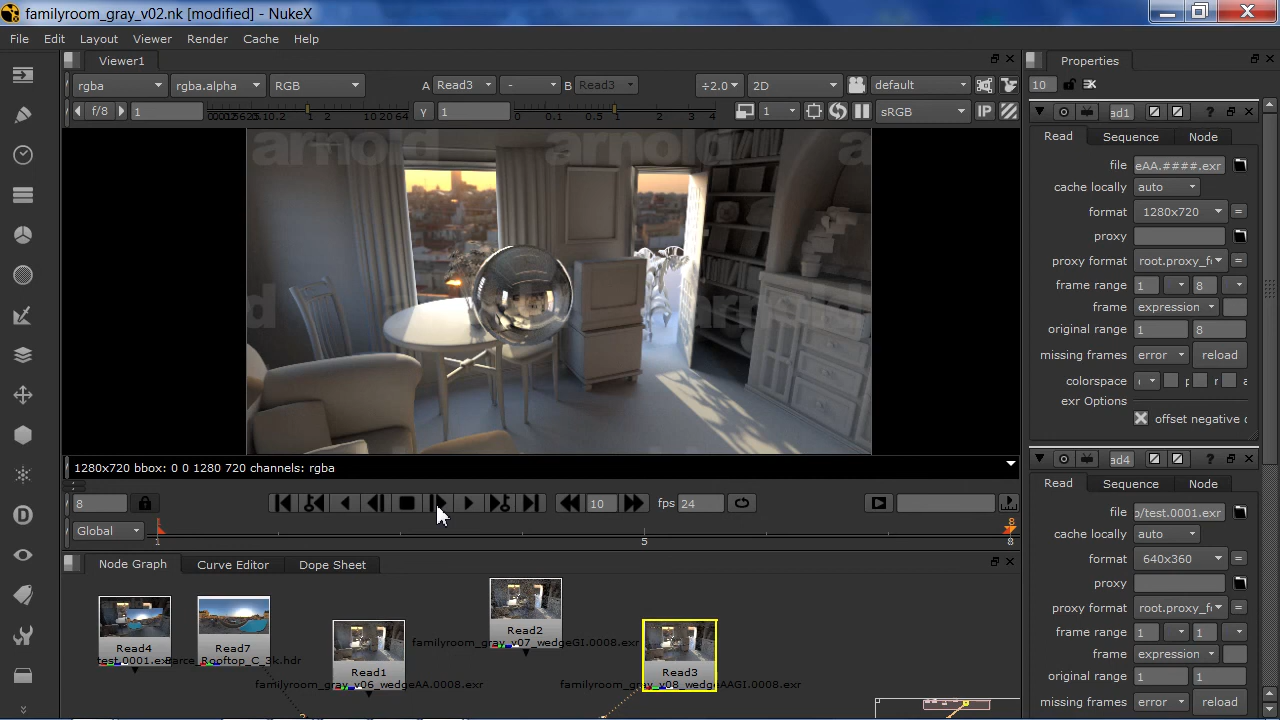 familyroom_gray_v02.nk [modified] - NukeX
File Edit Layout Viewer Render Cache Help
Viewer1
Properties
rgba rgba.alpha RGB A Read3 - B Read3 ÷2.0 2D default
10
f/8 1 y 1 1 sRGB IP
ad1
Read Sequence Node
arnold arnold
file eAA.####.exr
cache locally auto
format 1280x720 =
proxy
proxy format root.proxy_f
frame range 1 8
frame expression
original range 1 8
missing frames error reload
colorspace
exr Options
offset negative
1280x720 bbox: 0 0 1280 720 channels: rgba
ad4
Read Sequence Node
8 10 fps 24
Global 1 5 8 8
file o/test.0001.exr
cache locally auto
format 640x360 =
proxy
proxy format root.proxy_f
frame range 1 1
frame expression
original range 1 1
missing frames error reload
Node Graph Curve Editor Dope Sheet
Read4
test.0001.ex
Read7
Barce_Rooftop_C_3k.hdr
Read2
familyroom_gray_v07_wedgeGI.0008.exr
Read1
familyroom_gray_v06_wedgeAA.0008.exr
Read3
familyroom_gray_v08_wedgeAAGI.0008.exr